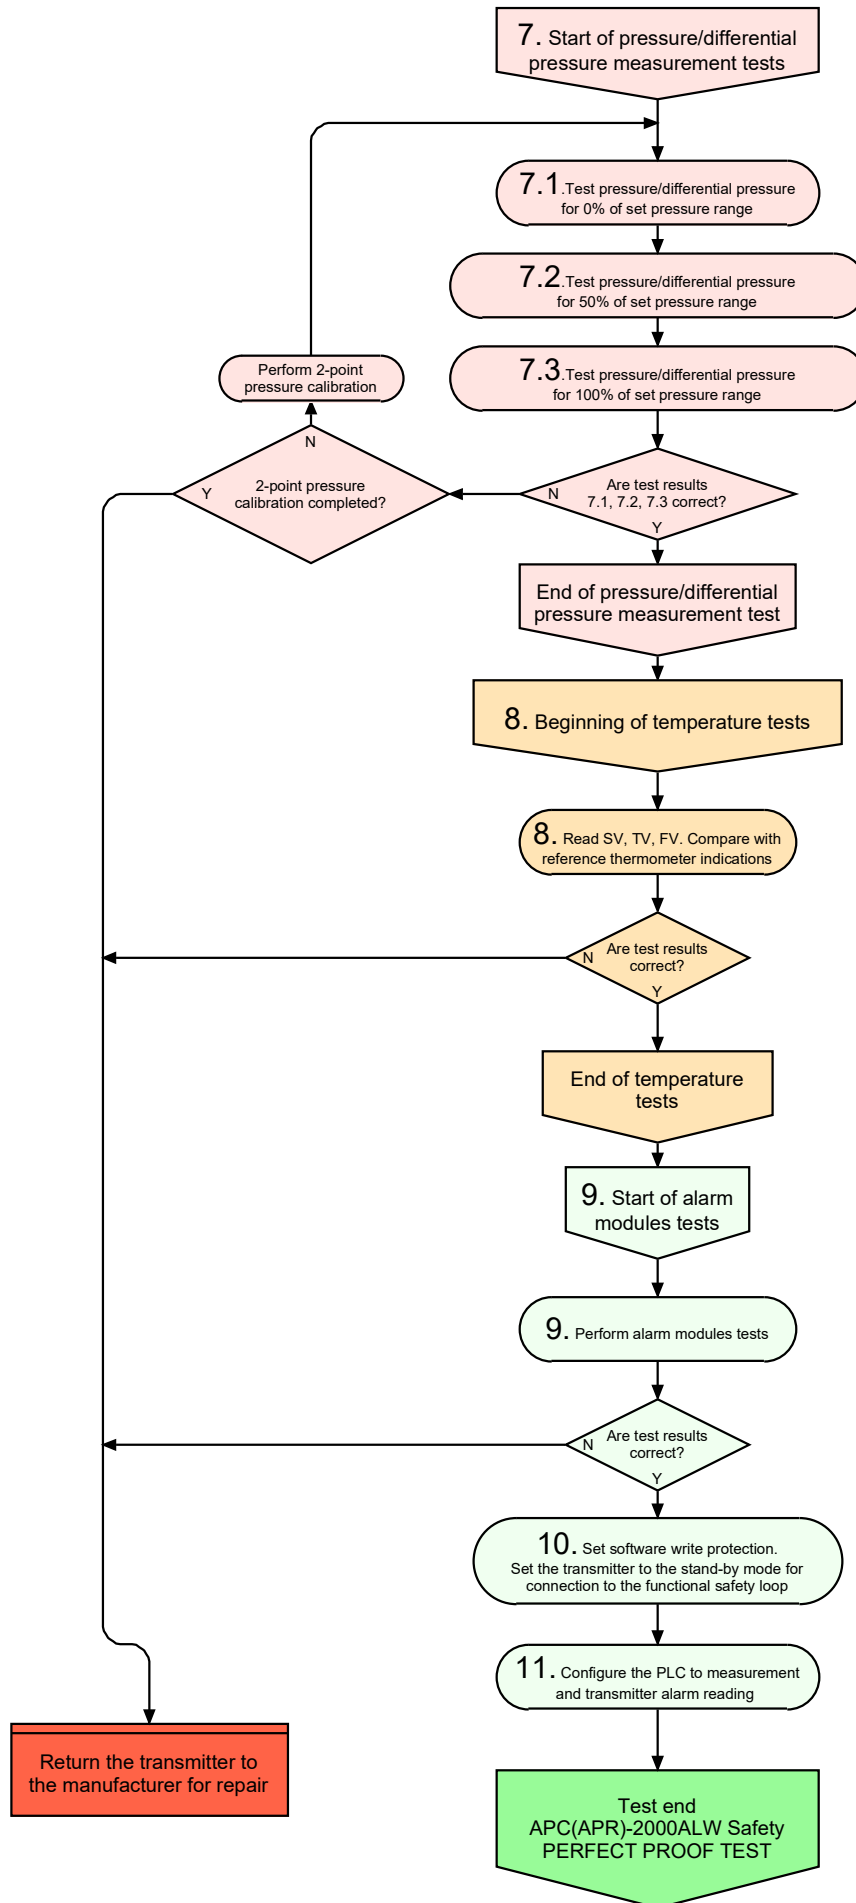 7. Start of pressure/differential
pressure measurement tests
7.1.Test pressure/differential pressure
for 0% of set pressure range
7.2.Test pressure/differential pressure
for 50% of set pressure range
7.3.Test pressure/differential pressure
for 100% of set pressure range
Perform 2-point
pressure calibration
N
Y
2-point pressure
calibration completed?
N
Are test results
7.1, 7.2, 7.3 correct?
Y
End of pressure/differential
pressure measurement test
8. Beginning of temperature tests
8. Read SV, TV, FV. Compare with
reference thermometer indications
N
Are test results
correct?
Y
End of temperature
tests
9. Start of alarm
modules tests
9. Perform alarm modules tests
N
Are test results
correct?
Y
10. Set software write protection.
Set the transmitter to the stand-by mode for
connection to the functional safety loop
11. Configure the PLC to measurement
and transmitter alarm reading
Return the transmitter to
the manufacturer for repair
Test end
APC(APR)-2000ALW Safety
PERFECT PROOF TEST